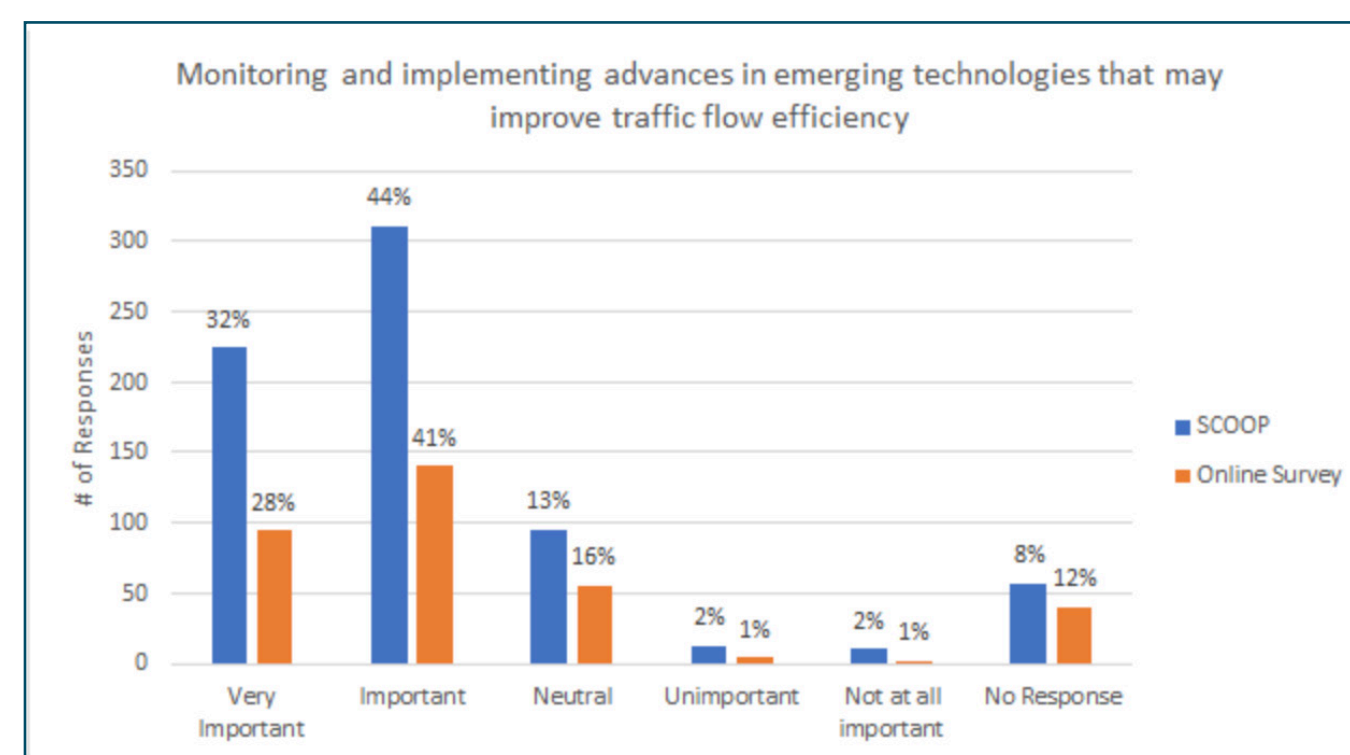 Monitoring and implementing advances in emerging technologies that may
improve traffic flow efficiency
350
300
250
200
150
100
50
0
# of Responses
32%
28%
44%
41%
13%
16%
2%
1%
2%
1%
8%
12%
Very
Important
Important
Neutral
Unimportant
Not at all
important
No Response
SCOOP
Online Survey